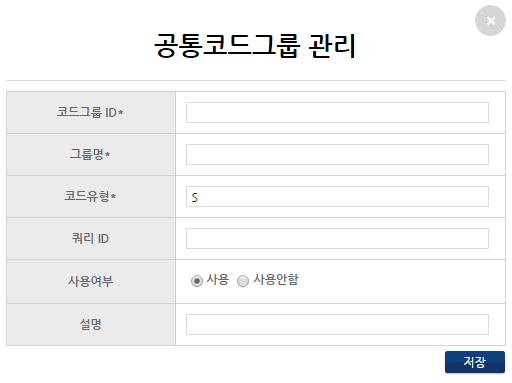 ×
공통코드그룹 관리
코드그룹 ID*
그룹명*
코드유형* S
쿼리 ID
사용여부 사용 사용안함
설명
저장